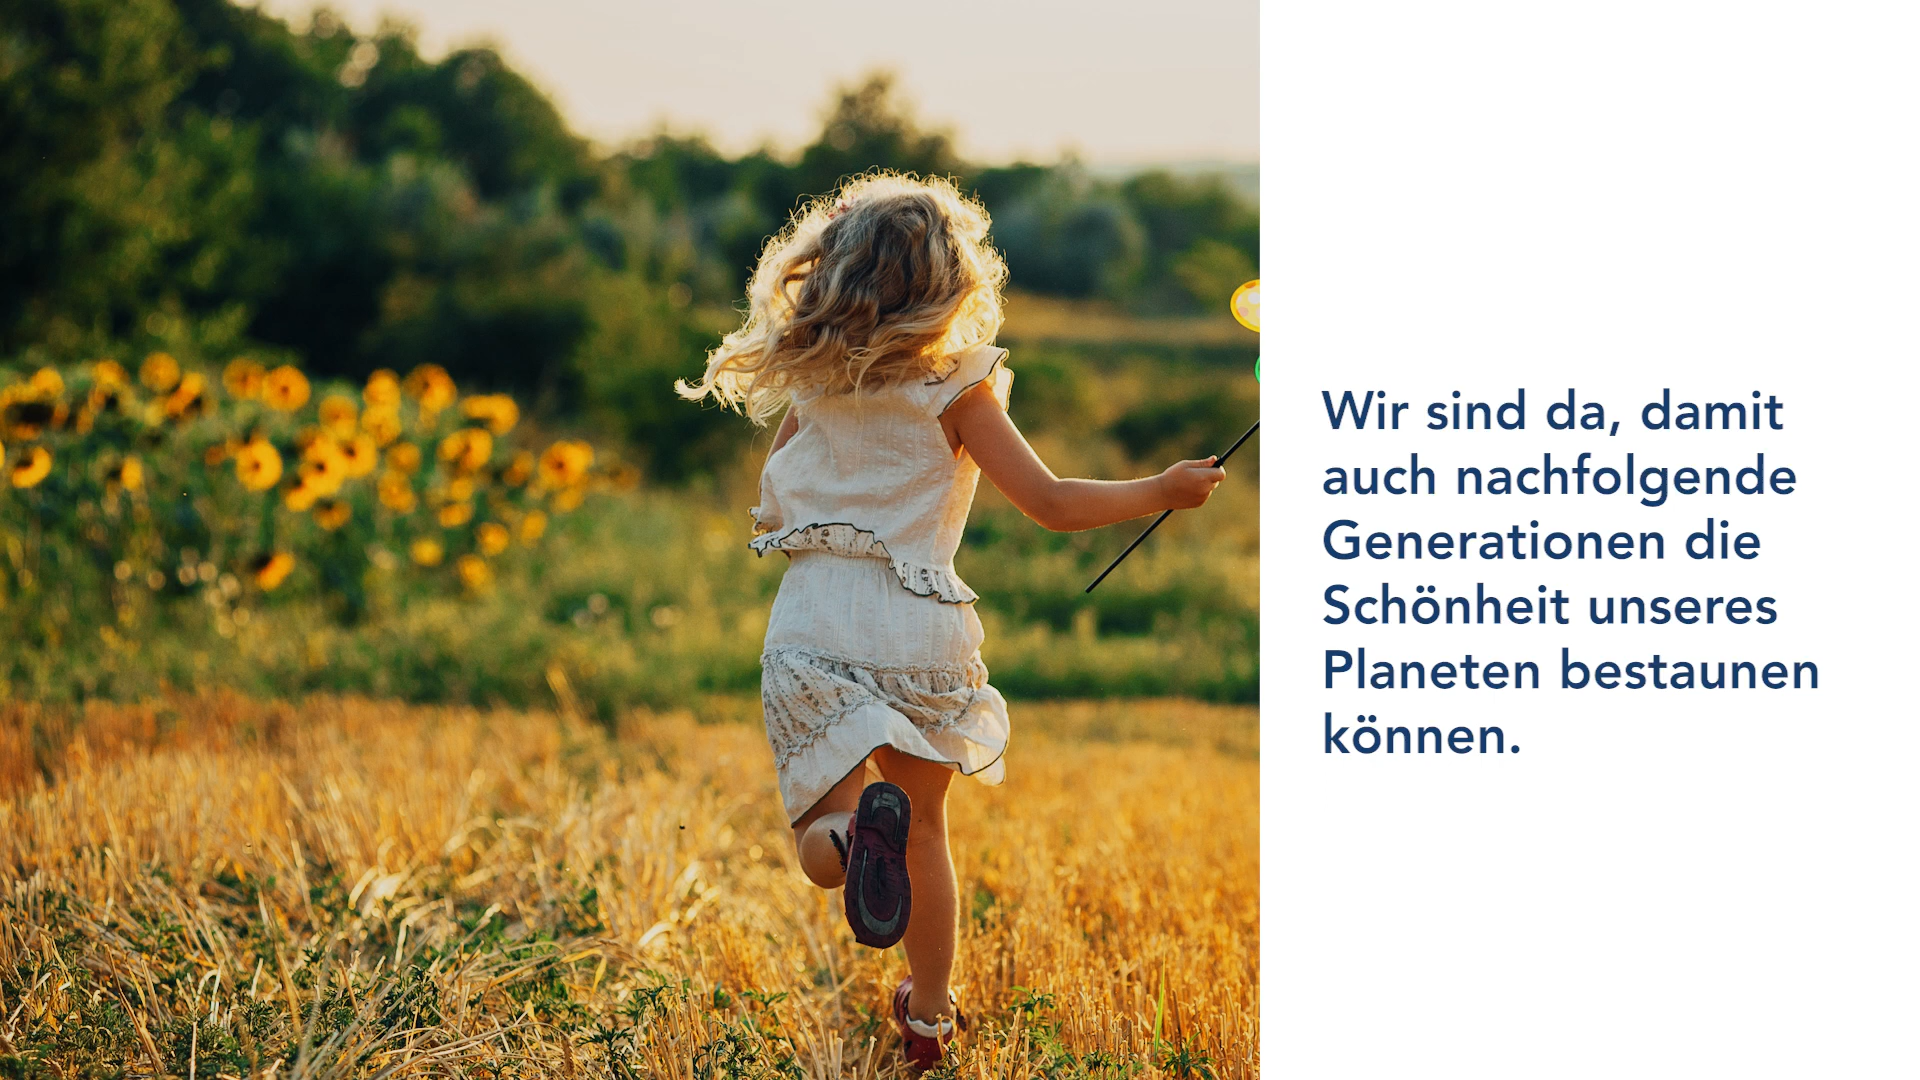 Wir sind da, damit
auch nachfolgende
Generationen die
Schönheit unseres
Planeten bestaunen
können.